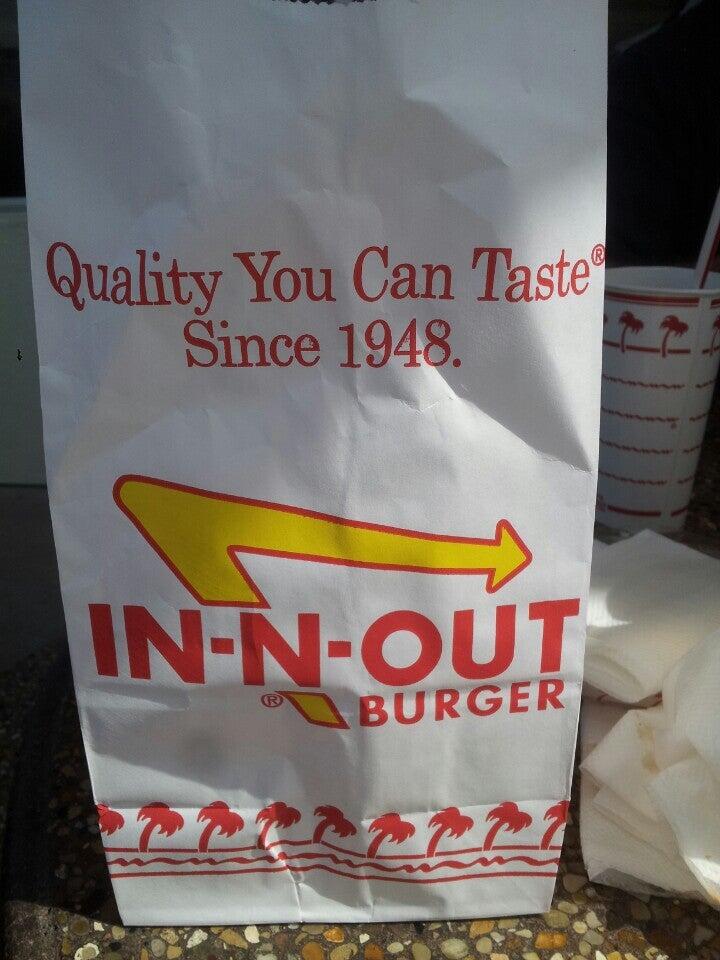 Quality You Can Taste®
Since 1948.
IN-N-OUT
® BURGER